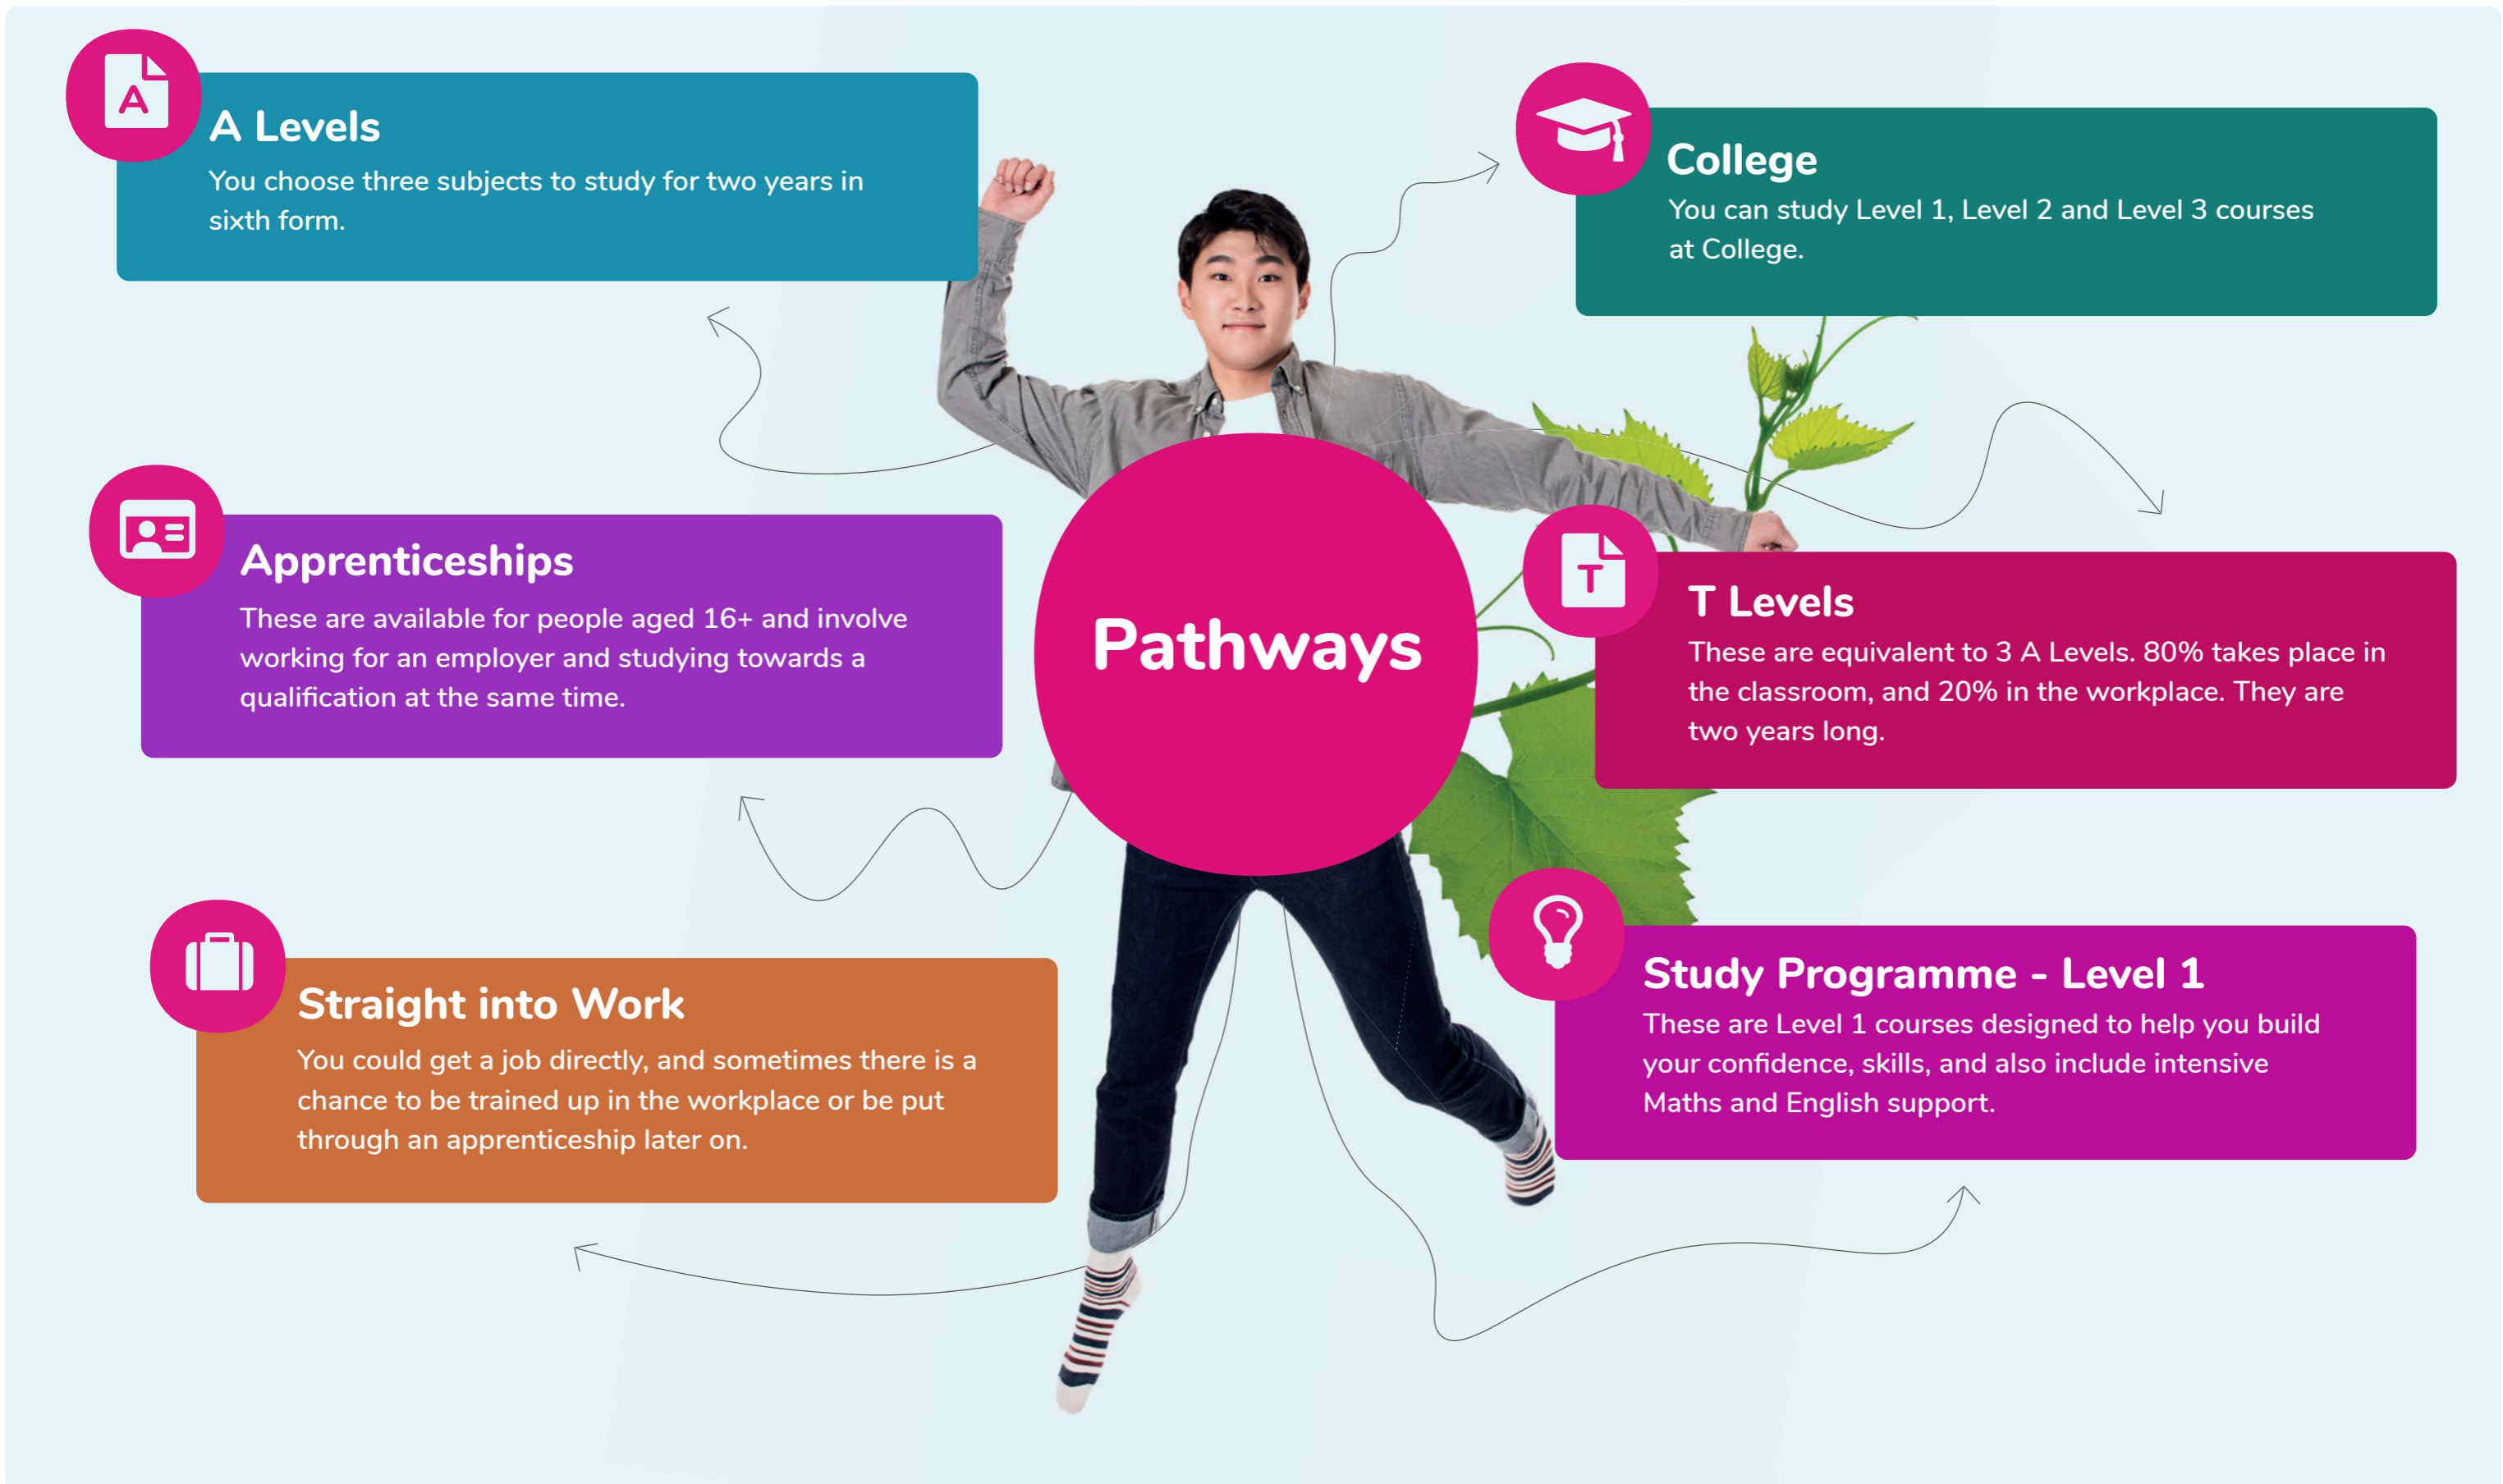 A
A Levels
You choose three subjects to study for two years in
sixth form.
College
You can study Level 1, Level 2 and Level 3 courses
at College.
Apprenticeships
These are available for people aged 16+ and involve
working for an employer and studying towards a
qualification at the same time.
Pathways
T
T Levels
These are equivalent to 3 A Levels. 80% takes place in
the classroom, and 20% in the workplace. They are
two years long.
Straight into Work
You could get a job directly, and sometimes there is a
chance to be trained up in the workplace or be put
through an apprenticeship later on.
Study Programme - Level 1
These are Level 1 courses designed to help you build
your confidence, skills, and also include intensive
Maths and English support.